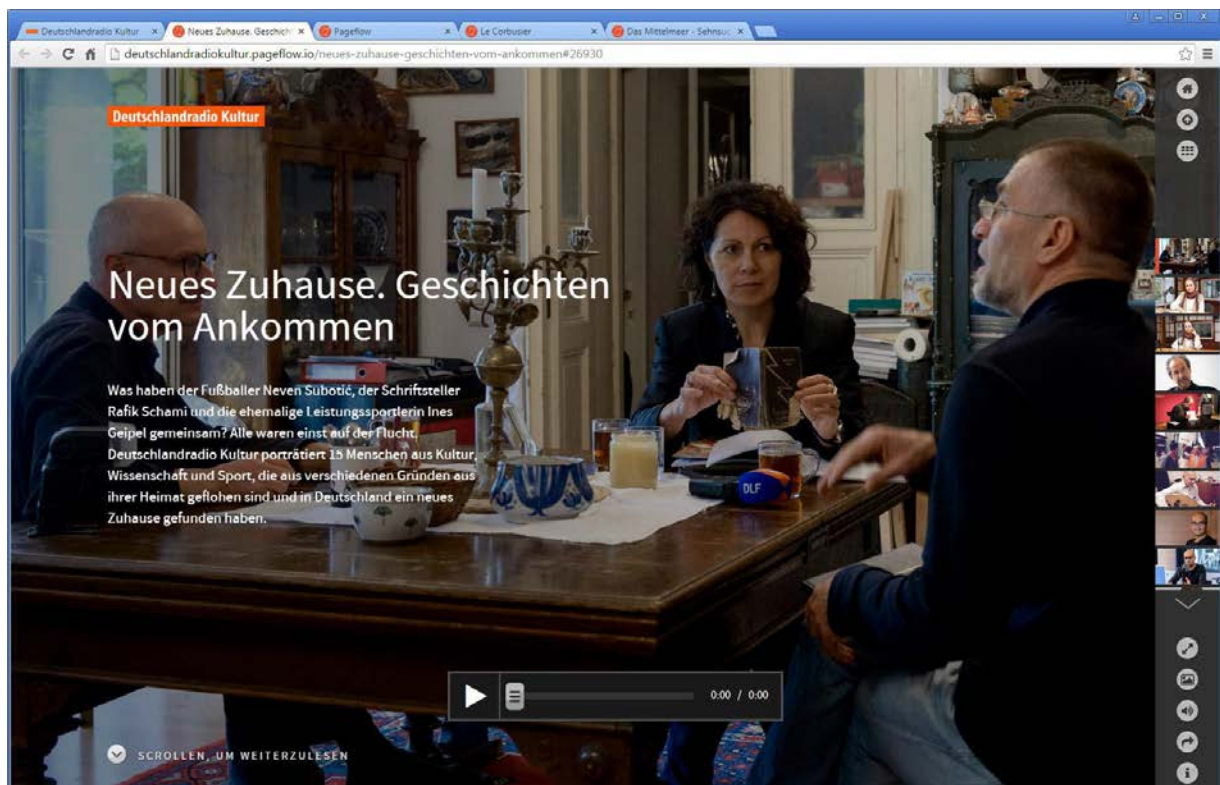 Deutschlandradio Kultur
Neues Zuhause. Geschich
Pageflow
Le Corbusier
Das Mittelmeer - Sehnsuc
deutschlandradiokultur.pageflow.io/neues-zuhause-geschichten-vom-ankommen#26930
Deutschlandradio Kultur
Neues Zuhause. Geschichten
vom Ankommen
Was haben der Fußballer Neven Subotić, der Schriftsteller
Rafik Schami und die ehemalige Leistungssportlerin Ines
Geipel gemeinsam? Alle waren einst auf der Flucht.
Deutschlandradio Kultur porträtiert 15 Menschen aus Kultur,
Wissenschaft und Sport, die aus verschiedenen Gründen aus
ihrer Heimat geflohen sind und in Deutschland ein neues
Zuhause gefunden haben.
DLF
0:00 / 0:00
SCROLLEN, UM WEITERZULESEN